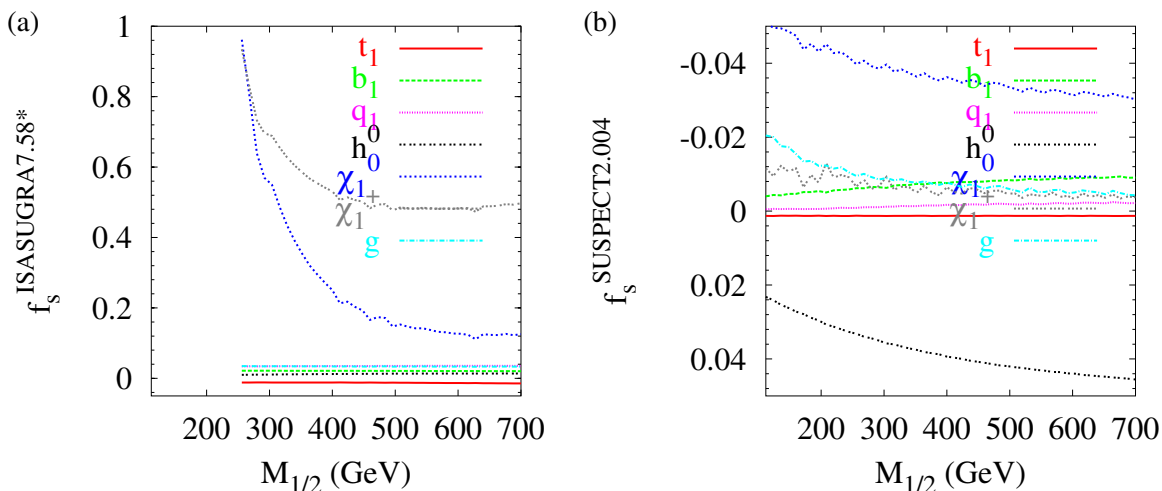 (a)
f_s^ISASUGRA7.58*
1
0.8
0.6
0.4
0.2
0
200 300 400 500 600 700
M_1/2 (GeV)
t_1
b_1
q_1
h^0
χ_1^0
χ_1^+
g
(b)
f_s^SUSPECT2.004
-0.04
-0.02
0
0.02
0.04
200 300 400 500 600 700
M_1/2 (GeV)
t_1
b_1
q_1
h^0
χ_1^0
χ_1^+
g